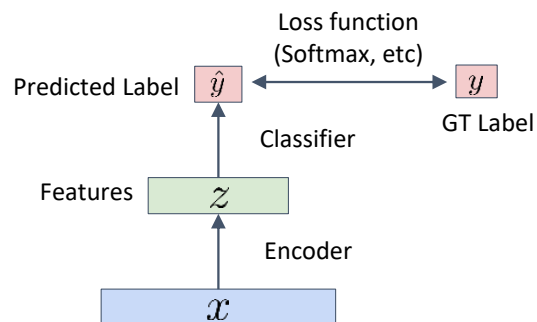 Loss function
(Softmax, etc)
Predicted Label ŷ y
GT Label
Classifier
Features z
Encoder
x